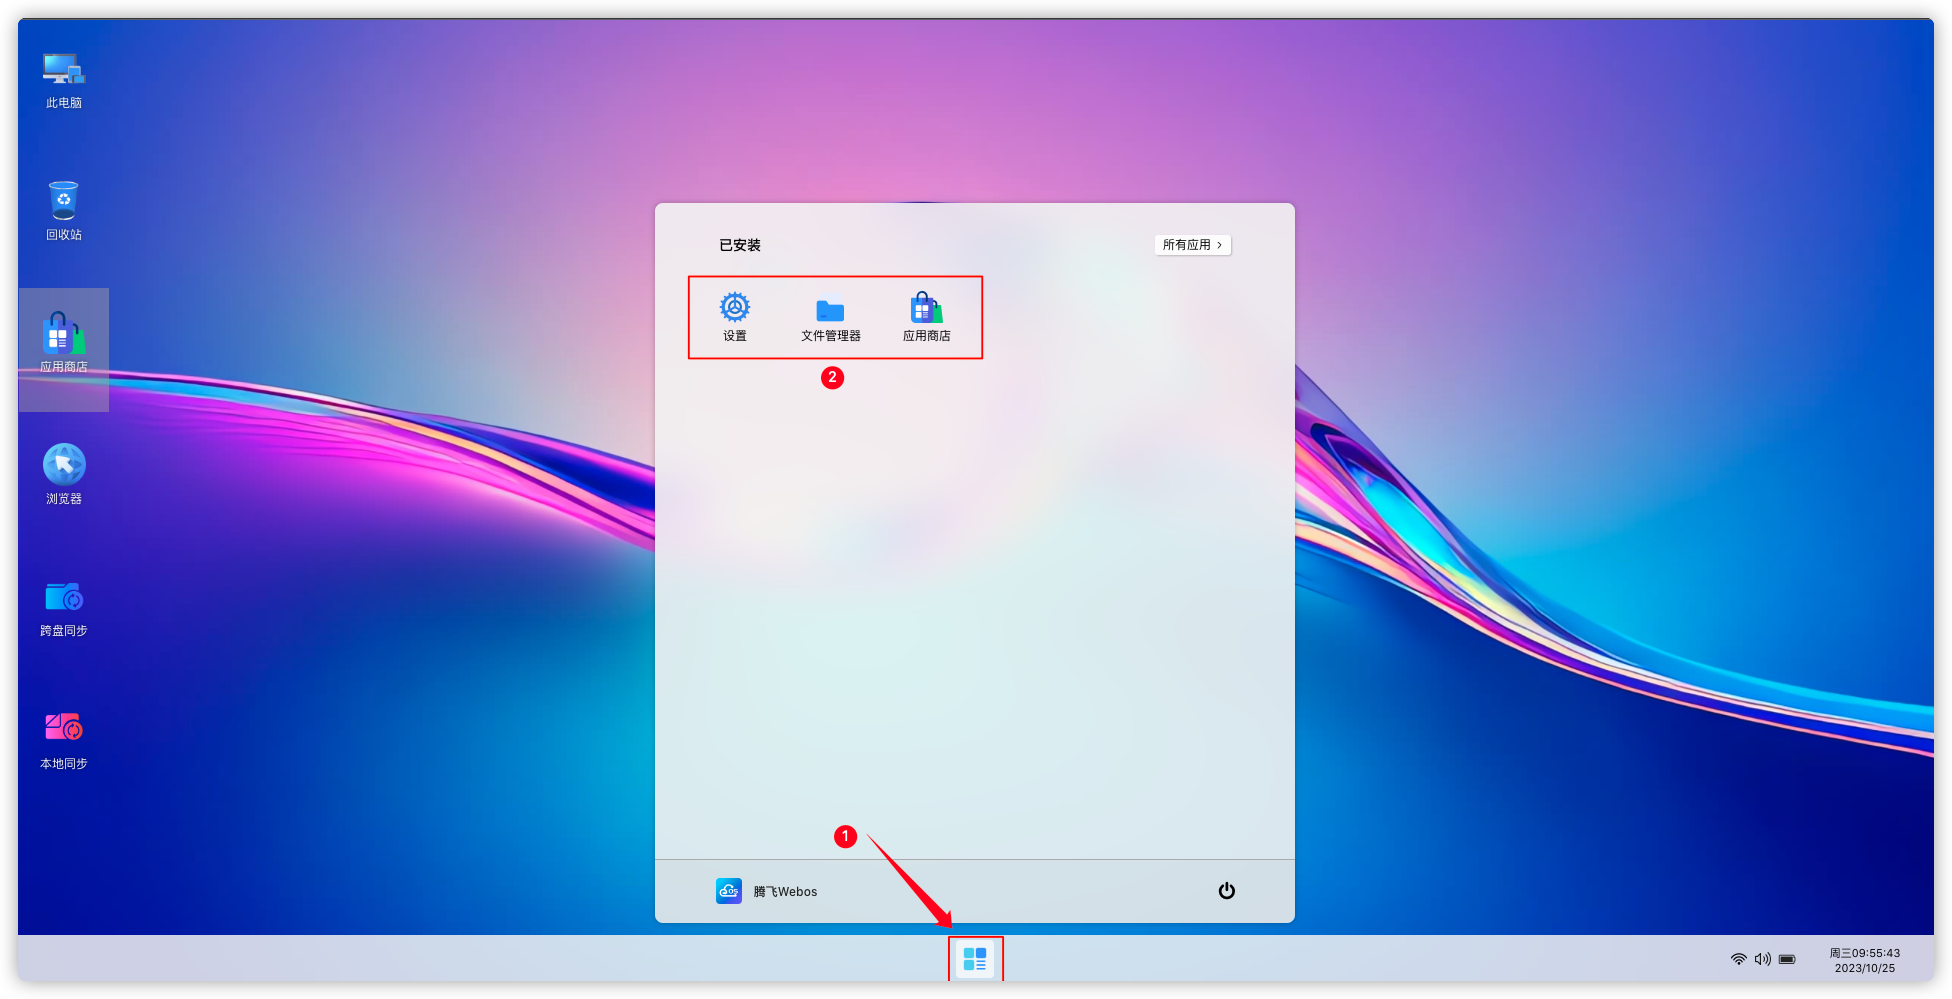 此电脑
回收站
应用商店
浏览器
跨盘同步
本地同步
已安装
所有应用 >
设置
文件管理器
应用商店
2
1
OS
腾飞Webos
周三09:55:43
2023/10/25